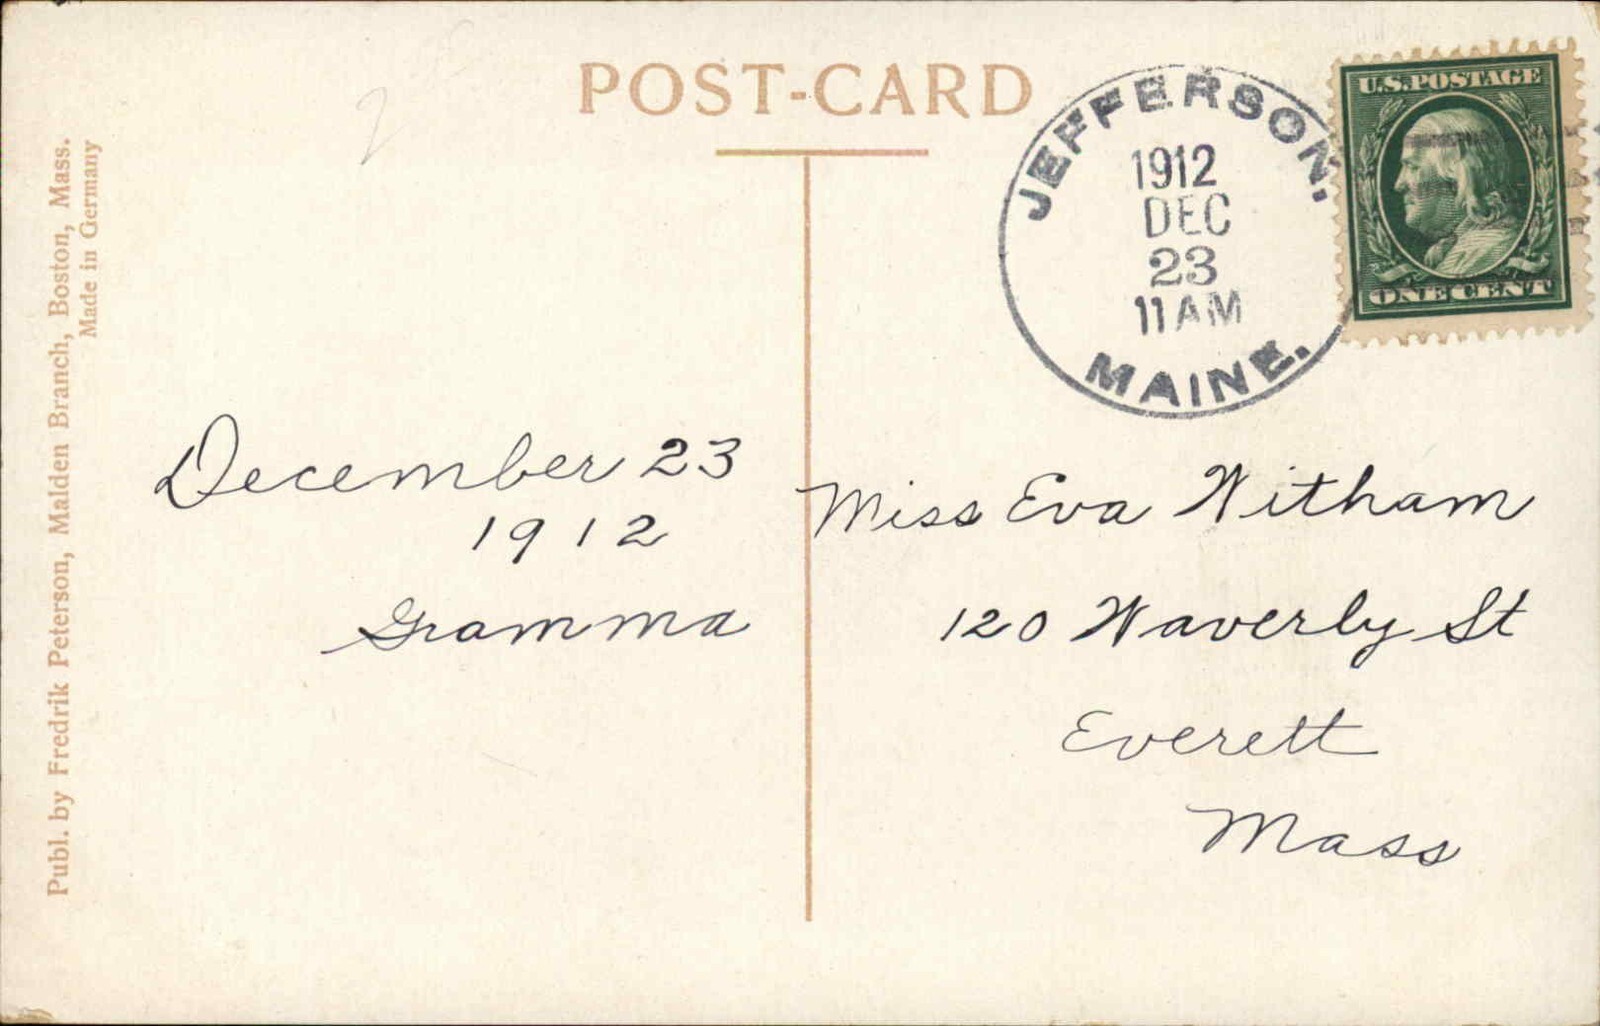 POST-CARD
JEFFERSON,
1912
DEC
23
11 AM
MAINE.
U.S. POSTAGE
ONE CENT
Publ. by Fredrik Peterson, Malden Branch, Boston, Mass.
Made in Germany
December 23
1912
Gramma
Miss Eva Witham
120 Waverly St
Everett
Mass